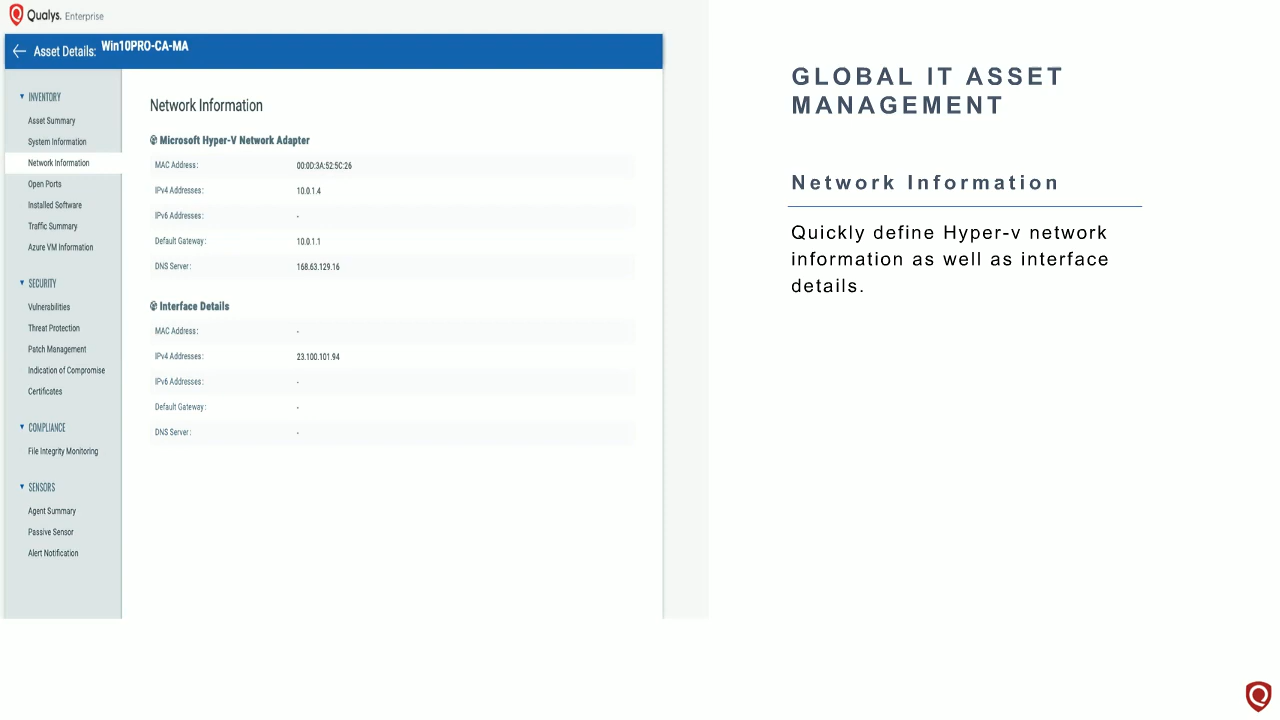 Qualys. Enterprise
Asset Details: Win10PRO-CA-MA
INVENTORY
Asset Summary
System Information
Network Information
Open Ports
Installed Software
Traffic Summary
Azure VM Information
SECURITY
Vulnerabilities
Threat Protection
Patch Management
Indication of Compromise
Certificates
COMPLIANCE
File Integrity Monitoring
SENSORS
Agent Summary
Passive Sensor
Alert Notification
Network Information
Microsoft Hyper-V Network Adapter
MAC Address: 00:0D:3A:52:5C:26
IPv4 Addresses: 10.0.1.4
IPv6 Addresses: -
Default Gateway: 10.0.1.1
DNS Server: 168.63.129.16
Interface Details
MAC Address: -
IPv4 Addresses: 23.100.101.94
IPv6 Addresses: -
Default Gateway: -
DNS Server: -
GLOBAL IT ASSET
MANAGEMENT
Network Information
Quickly define Hyper-v network
information as well as interface
details.